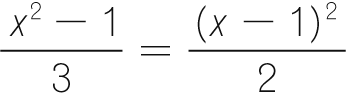 (x² − 1)/3 = (x − 1)²/2